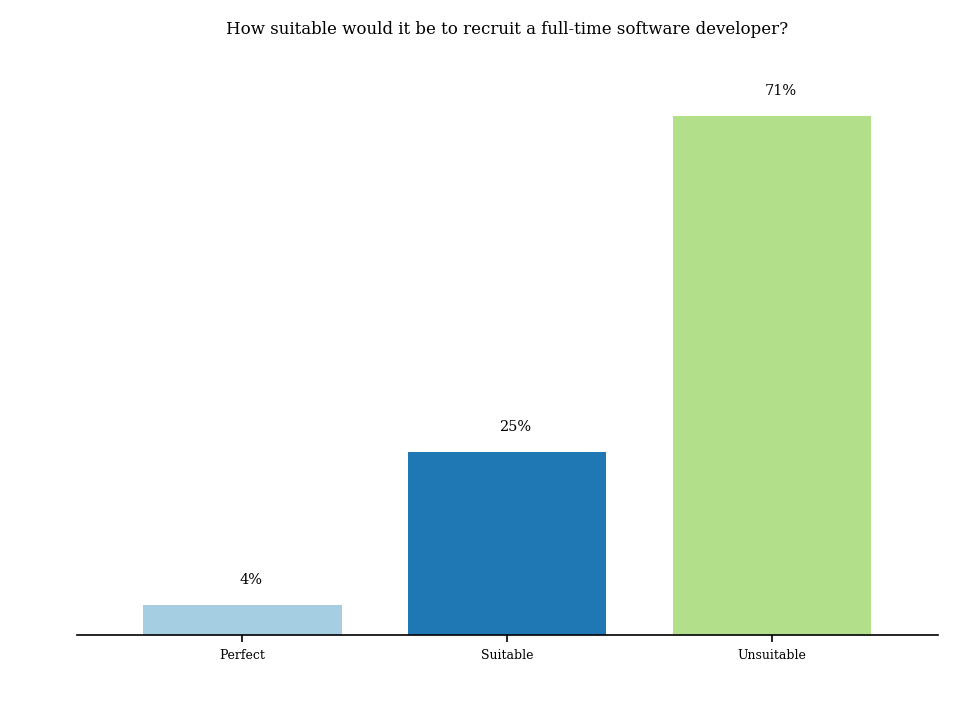 How suitable would it be to recruit a full-time software developer?
71%
25%
4%
Perfect
Suitable
Unsuitable